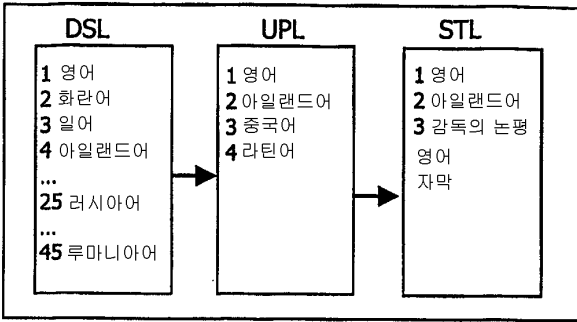 DSL
1 영어
2 화란어
3 일어
4 아일랜드어
...
25 러시아어
...
45 루마니아어
UPL
1 영어
2 아일랜드어
3 중국어
4 라틴어
STL
1 영어
2 아일랜드어
3 감독의 논평
영어
자막